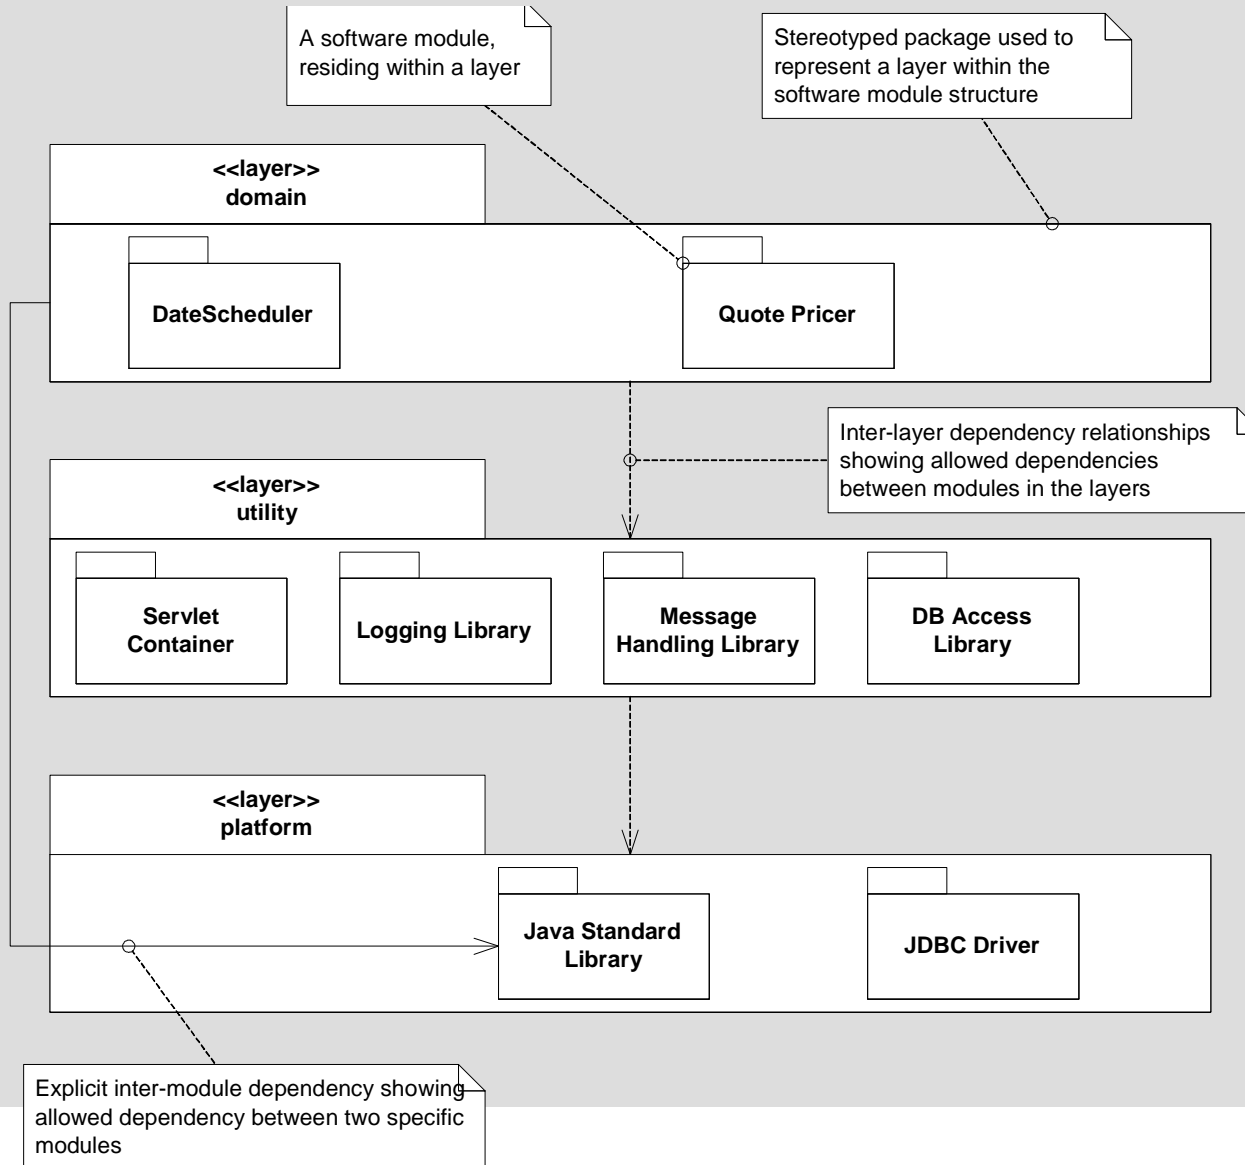 A software module,
residing within a layer
Stereotyped package used to
represent a layer within the
software module structure
<<layer>>
domain
DateScheduler
Quote Pricer
Inter-layer dependency relationships
showing allowed dependencies
between modules in the layers
<<layer>>
utility
Servlet
Container
Logging Library
Message
Handling Library
DB Access
Library
<<layer>>
platform
Java Standard
Library
JDBC Driver
Explicit inter-module dependency showing
allowed dependency between two specific
modules